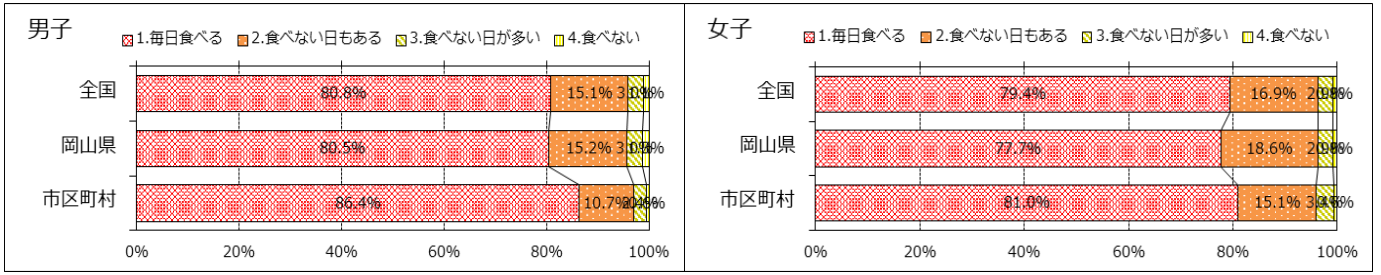 男子
1.毎日食べる 2.食べない日もある 3.食べない日が多い 4.食べない
全国 80.8% 15.1%
岡山県 80.5% 15.2%
市区町村 86.4% 10.7%
0% 20% 40% 60% 80% 100%
女子
1.毎日食べる 2.食べない日もある 3.食べない日が多い 4.食べない
全国 79.4% 16.9%
岡山県 77.7% 18.6%
市区町村 81.0% 15.1%
0% 20% 40% 60% 80% 100%